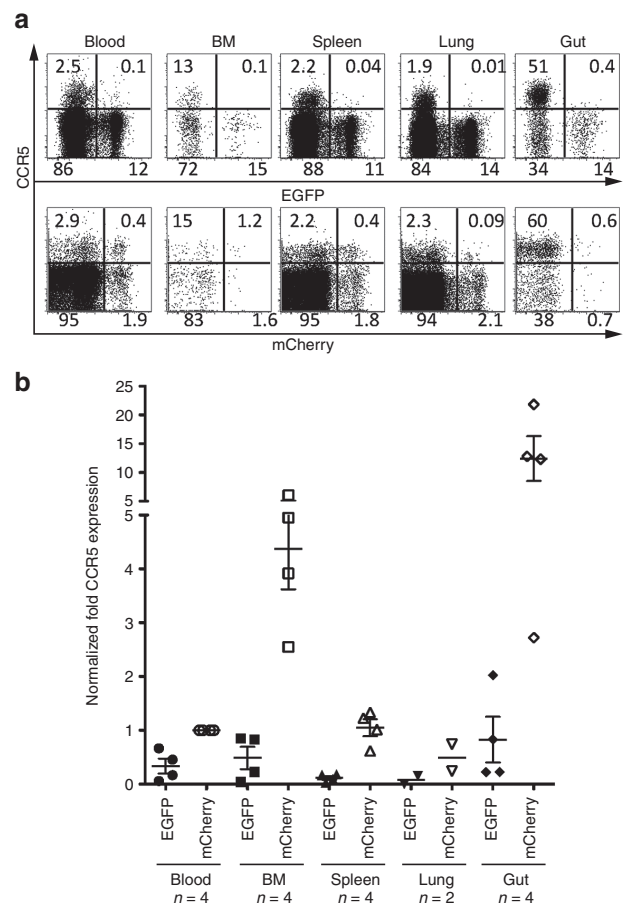 a
Blood BM Spleen Lung Gut
2.5 0.1 13 0.1 2.2 0.04 1.9 0.01 51 0.4
CCR5
86 12 72 15 88 11 84 14 34 14
EGFP
2.9 0.4 15 1.2 2.2 0.4 2.3 0.09 60 0.6
95 1.9 83 1.6 95 1.8 94 2.1 38 0.7
mCherry
b
Normalized fold CCR5 expression
25
20
15
10
5
5
4
3
2
1
0
EGFP mCherry EGFP mCherry EGFP mCherry EGFP mCherry EGFP mCherry
Blood BM Spleen Lung Gut
n = 4 n = 4 n = 4 n = 2 n = 4